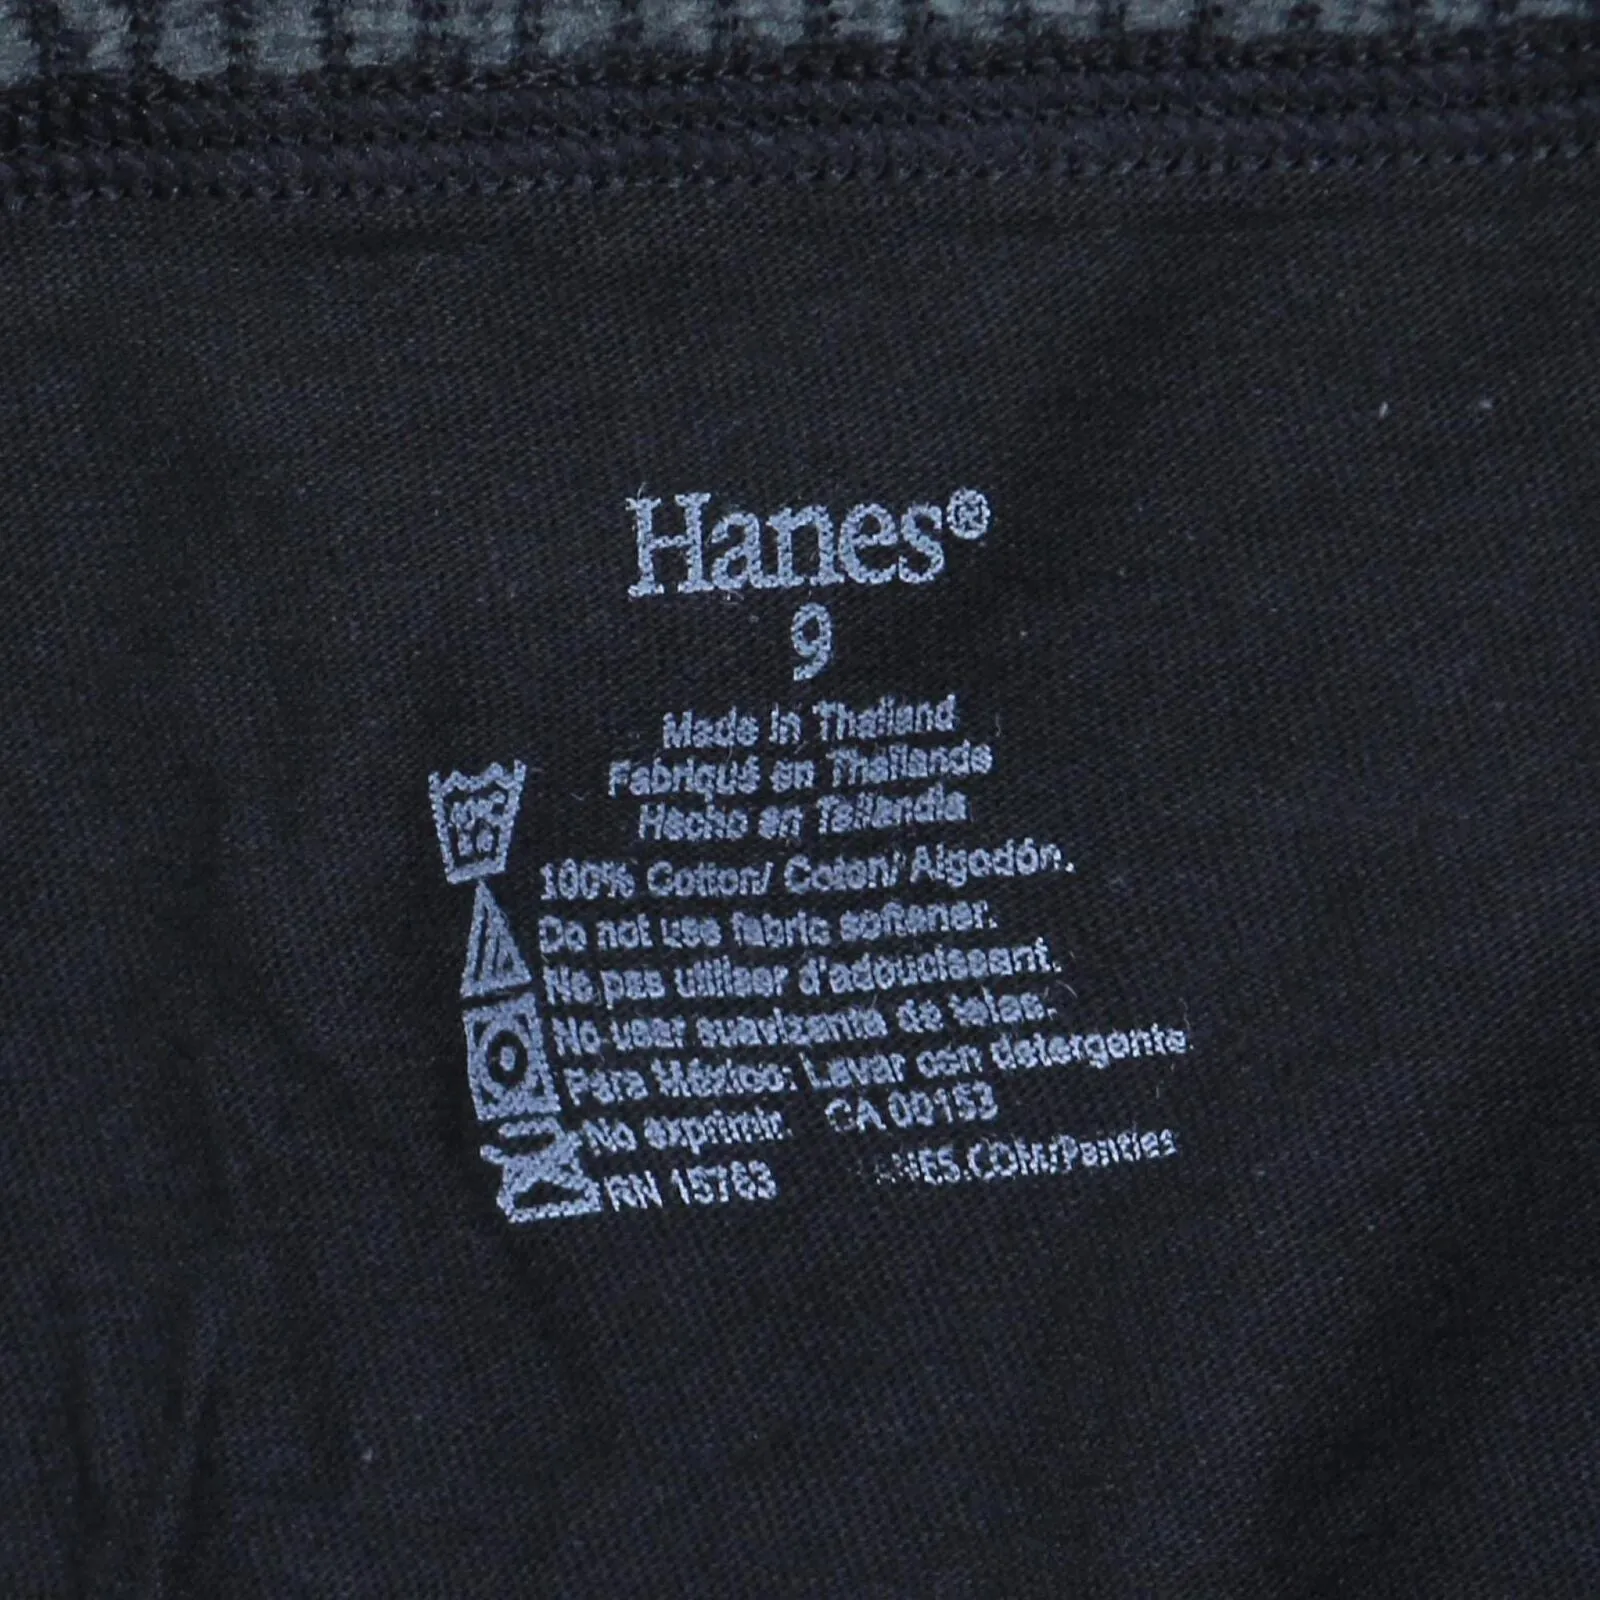 Hanes®
9
Made in Thailand
Fabriqué en Thaïlande
Hecho en Tailandia
100% Cotton/ Coton/ Algodón.
Do not use fabric softener.
Ne pas utiliser d'adoucissant.
No usar suavizante de telas.
Para México: Lavar con detergente.
No exprimir. CA 00153
RN 15763 HANES.COM/Panties